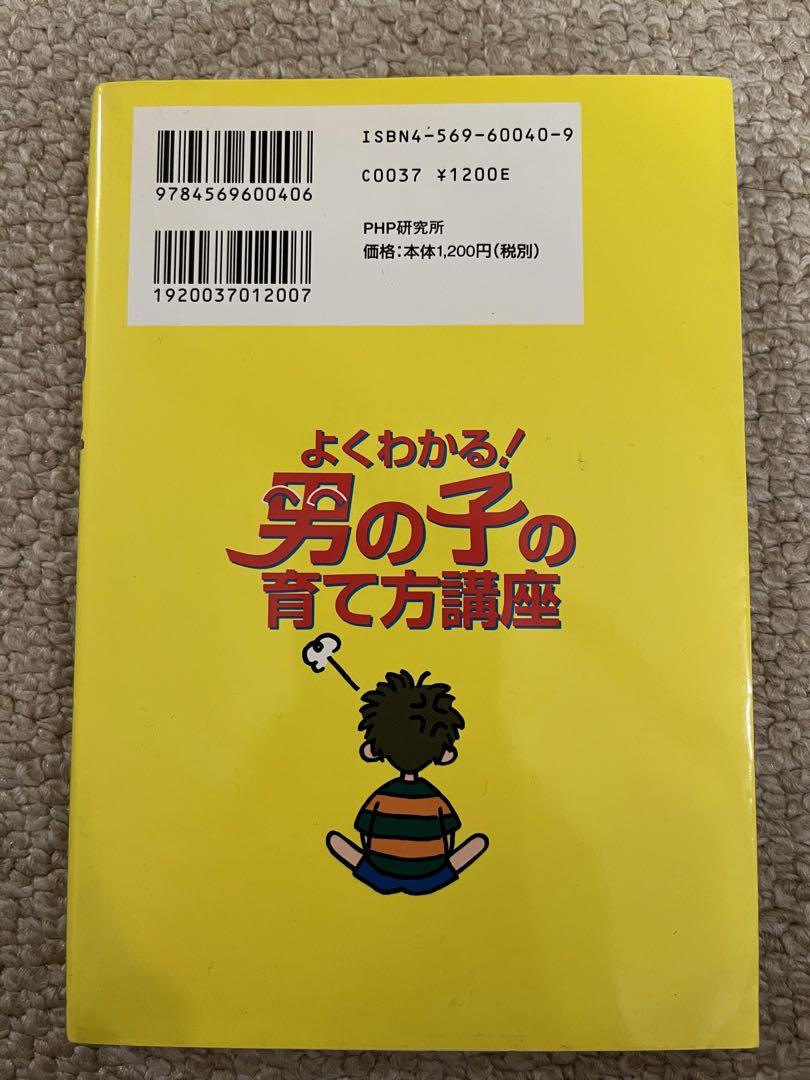 ISBN4-569-60040-9
9784569600406
C0037 ¥1200E
PHP研究所
価格:本体1,200円(税別)
1920037012007
よくわかる!
男の子の
育て方講座